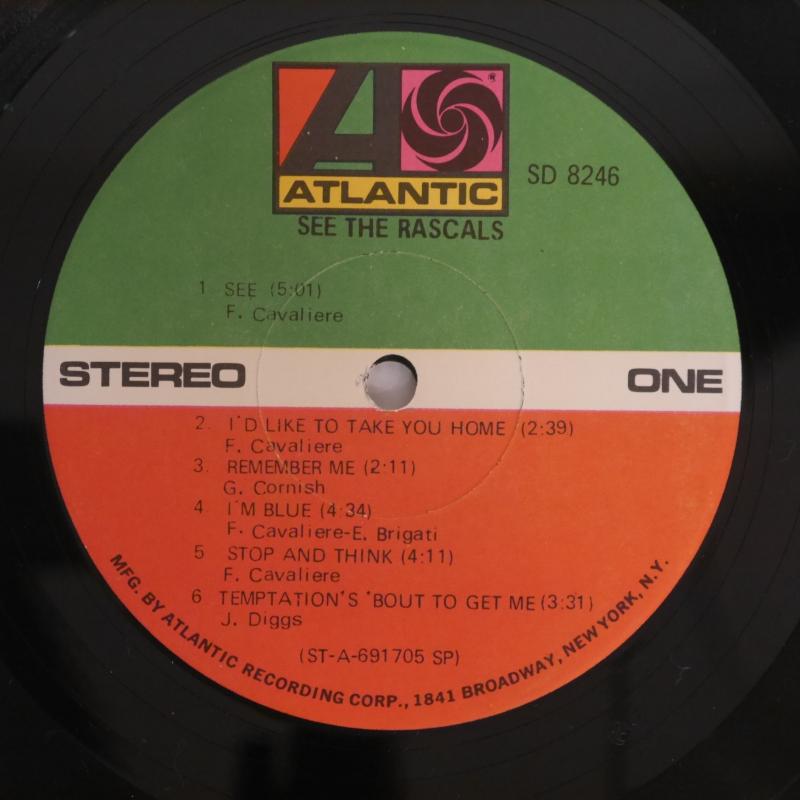 ATLANTIC
®
SD 8246
SEE THE RASCALS
1 SEE (5:01)
F. Cavaliere
STEREO
ONE
2. I'D LIKE TO TAKE YOU HOME (2:39)
F. Cavaliere
3. REMEMBER ME (2:11)
G. Cornish
4 I'M BLUE (4:34)
F. Cavaliere-E. Brigati
5 STOP AND THINK (4:11)
F. Cavaliere
6 TEMPTATION'S 'BOUT TO GET ME (3:31)
J. Diggs
(ST-A-691705 SP)
MFG. BY ATLANTIC RECORDING CORP., 1841 BROADWAY, NEW YORK, N.Y.